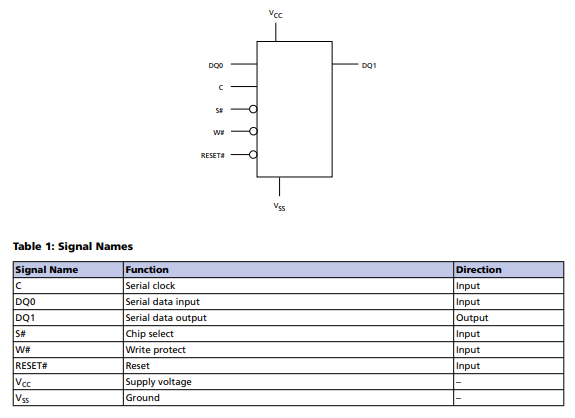 VCC
DQ0
DQ1
C
S#
W#
RESET#
VSS
Table 1: Signal Names
Signal Name Function Direction
C Serial clock Input
DQ0 Serial data input Input
DQ1 Serial data output Output
S# Chip select Input
W# Write protect Input
RESET# Reset Input
VCC Supply voltage –
VSS Ground –